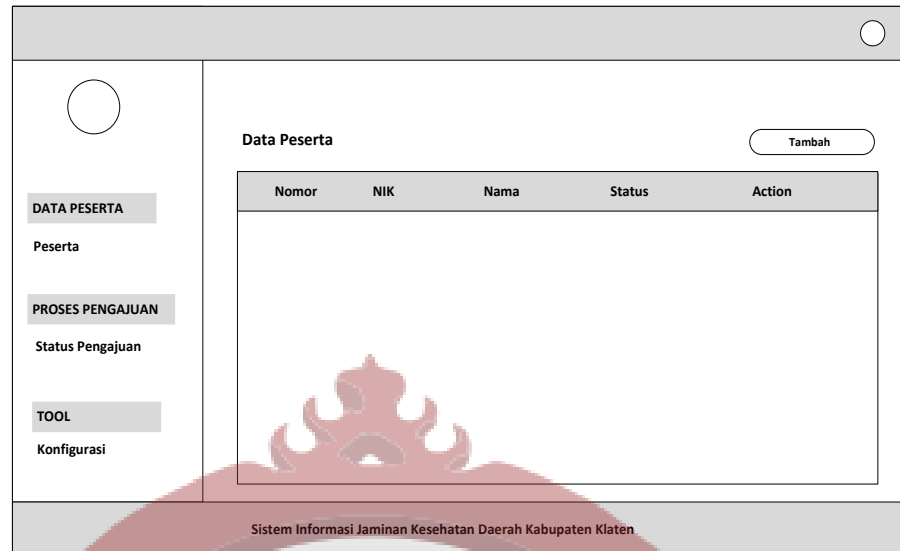 DATA PESERTA
Peserta
PROSES PENGAJUAN
Status Pengajuan
TOOL
Konfigurasi
Data Peserta
Tambah
Nomor NIK Nama Status Action
Sistem Informasi Jaminan Kesehatan Daerah Kabupaten Klaten